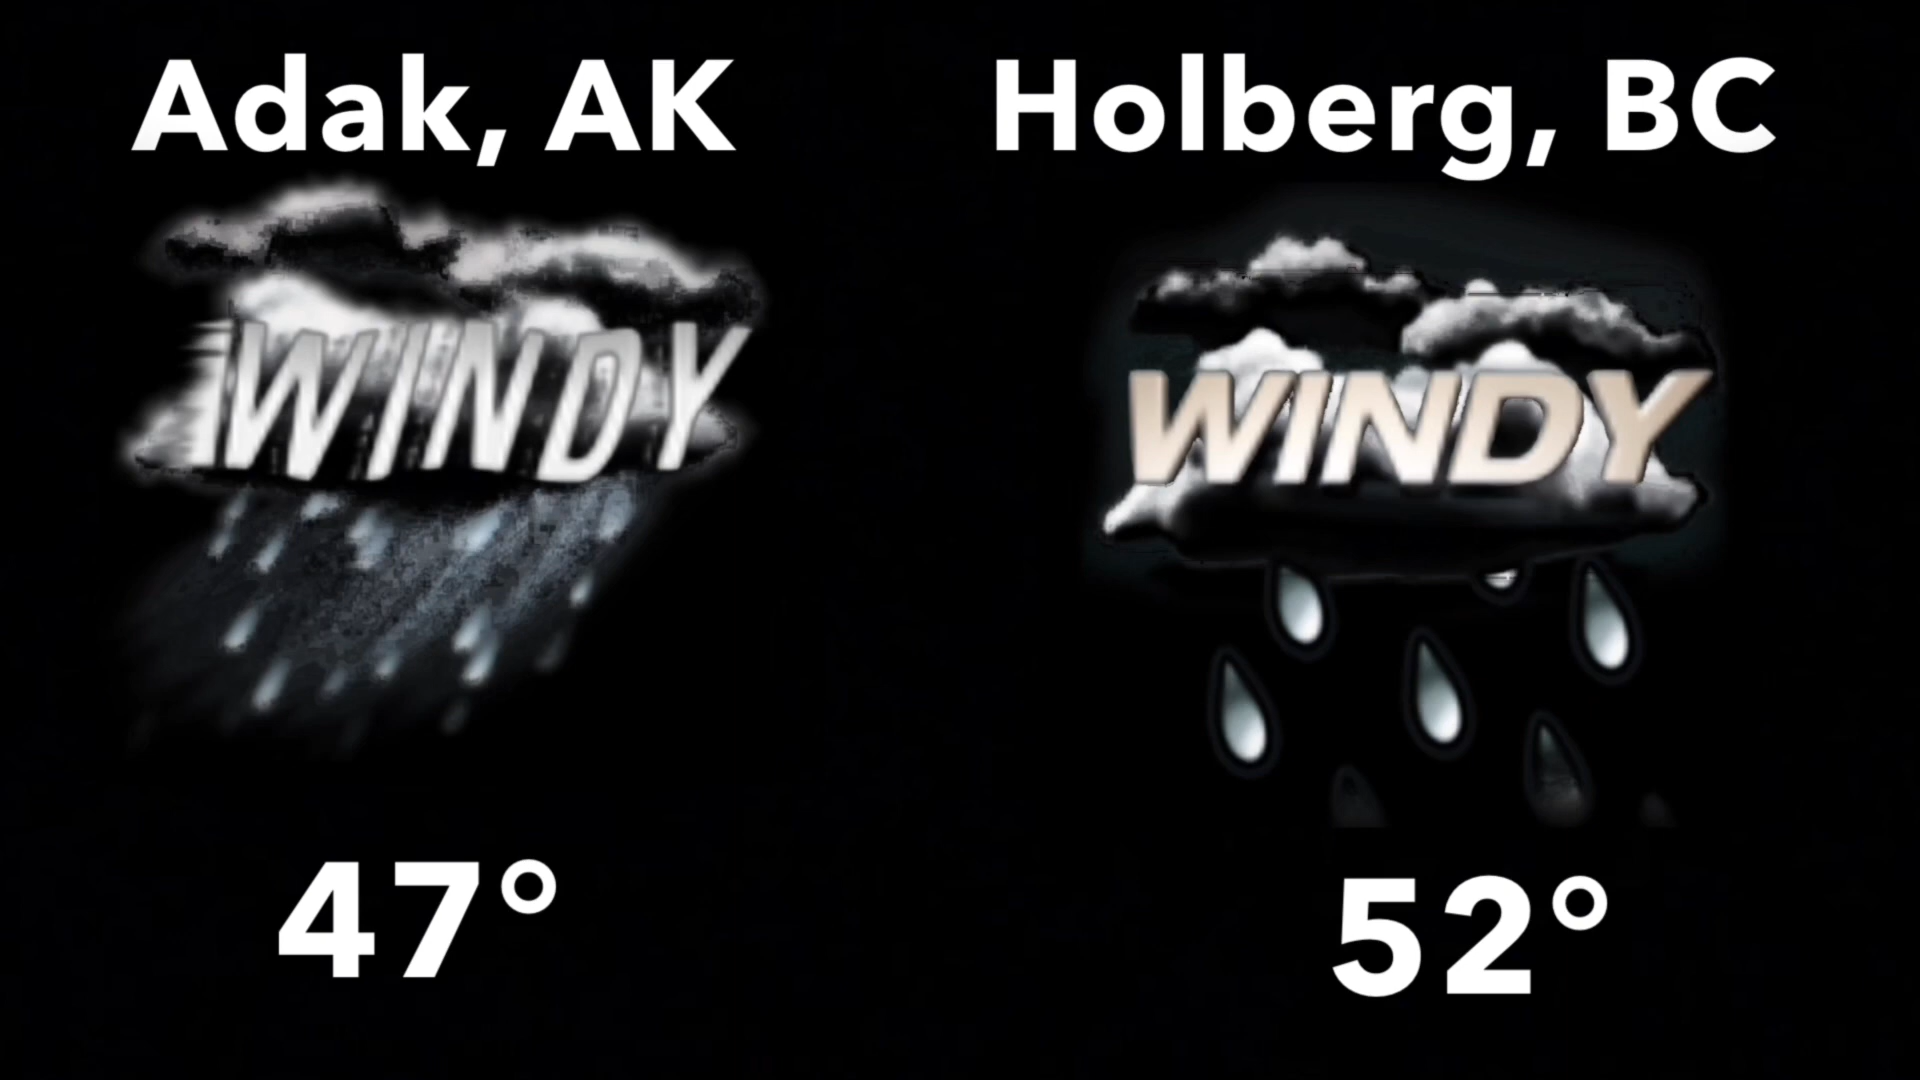 Adak, AK
WINDY
47°
Holberg, BC
WINDY
52°